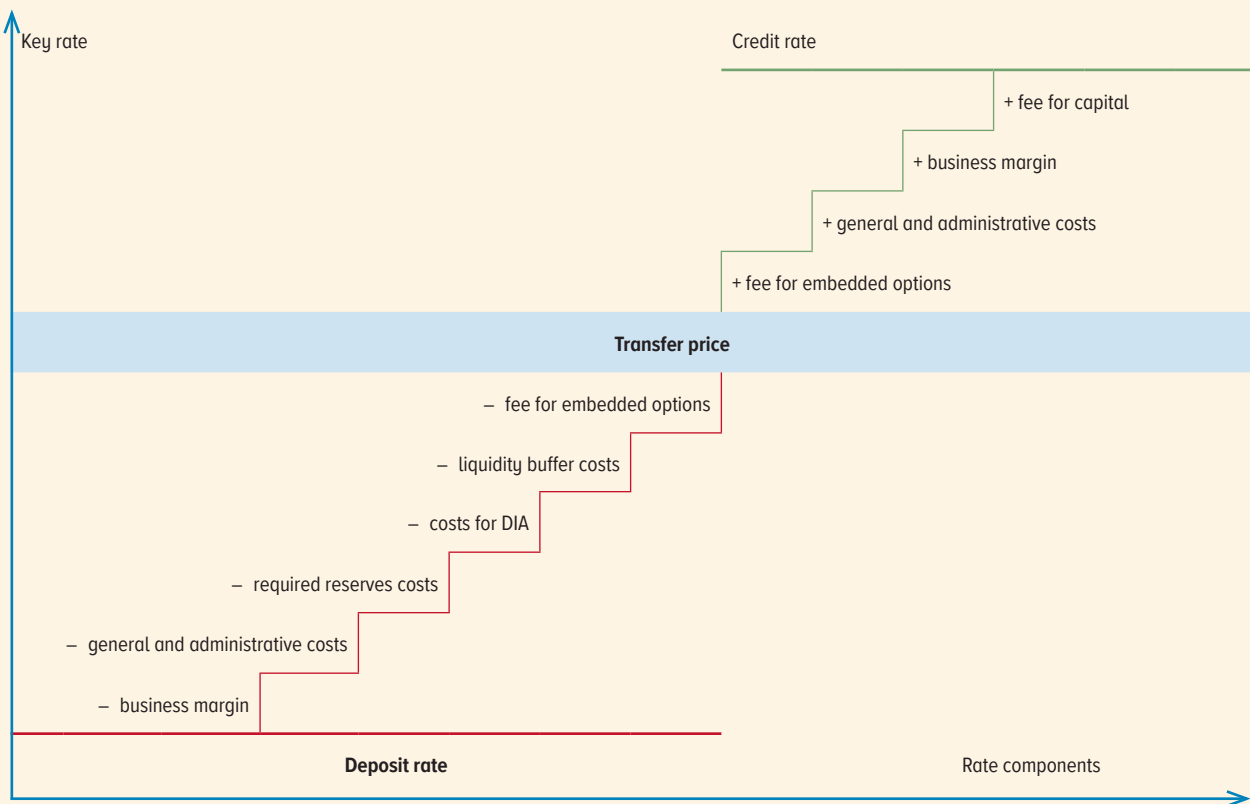 Key rate
Credit rate
+ fee for capital
+ business margin
+ general and administrative costs
+ fee for embedded options
Transfer price
– fee for embedded options
– liquidity buffer costs
– costs for DIA
– required reserves costs
– general and administrative costs
– business margin
Deposit rate
Rate components